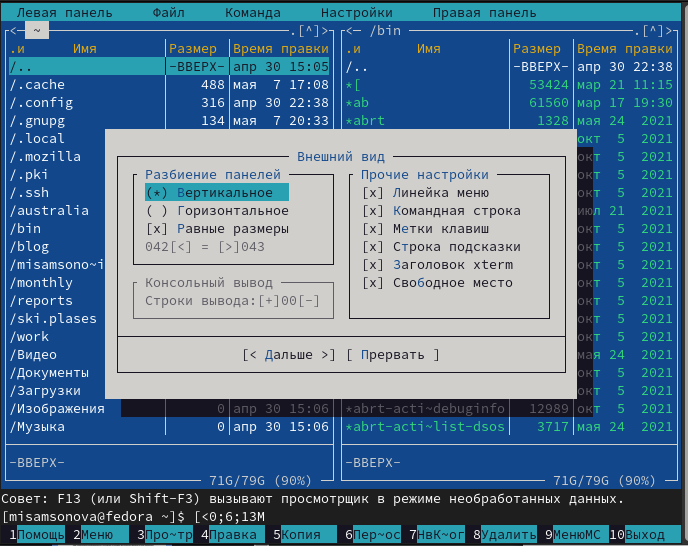 Левая панель Файл Команда Настройки Правая панель
<─ ~ .[^]> <─ /bin .[^]>
.и Имя Размер Время правки .и Имя Размер Время правки
/.. -ВВЕРХ- апр 30 15:05 /.. -ВВЕРХ- апр 30 22:38
/.cache 488 мая 7 17:08 *[ 53424 мар 21 11:15
/.config 316 апр 30 22:38 *ab 61560 мар 17 19:30
/.gnupg 134 мая 7 20:33 *abrt 1328 мая 24 2021
/.local окт 5 2021
Внешний вид
/.mozilla окт 5 2021
/.pki Разбиение панелей Прочие настройки окт 5 2021
/.ssh (*) Вертикальное [x] Линейка меню окт 5 2021
/australia ( ) Горизонтальное [x] Командная строка июл 21 2021
/bin [x] Равные размеры [x] Метки клавиш окт 5 2021
/blog 042[<] = [>]043 [x] Строка подсказки окт 5 2021
/misamsono~i [x] Заголовок xterm окт 5 2021
/monthly Консольный вывод [x] Свободное место окт 5 2021
/reports Строки вывода:[+]00[-] окт 5 2021
/ski.plases окт 5 2021
/work окт 5 2021
/Видео [< Дальше >] [ Прервать ] мая 24 2021
/Документы окт 5 2021
/Загрузки окт 5 2021
/Изображения 0 апр 30 15:06 *abrt-acti~debuginfo 12989 окт 5 2021
/Музыка 0 апр 30 15:06 *abrt-acti~list-dsos 3717 мая 24 2021
-ВВЕРХ- -ВВЕРХ-
71G/79G (90%) 71G/79G (90%)
Совет: F13 (или Shift-F3) вызывают просмотрщик в режиме необработанных данных.
[misamsonova@fedora ~]$ [<0;6;13M
1Помощь 2Меню 3Про~тр 4Правка 5Копия 6Пер~ос 7НвК~ог 8Удалить 9МенюМС 10Выход